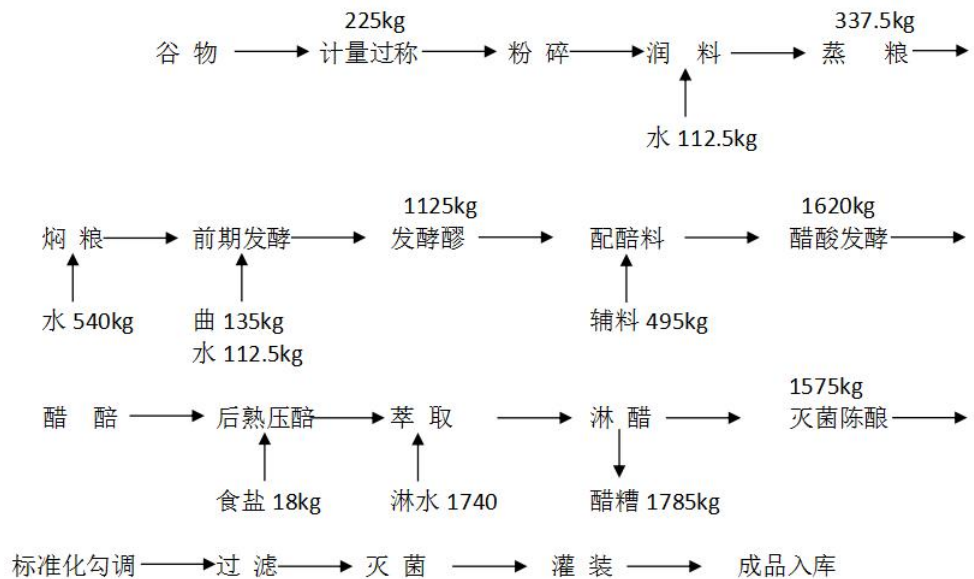 225kg 337.5kg
谷 物 计量过称 粉 碎 润 料 蒸 粮
水 112.5kg
1125kg 1620kg
焖 粮 前期发酵 发酵醪 配醅料 醋酸发酵
水 540kg 曲 135kg 辅料 495kg
水 112.5kg
1575kg
醋 醅 后熟压醅 萃 取 淋 醋 灭菌陈酿
食盐 18kg 淋水 1740 醋糟 1785kg
标准化勾调 过 滤 灭 菌 灌 装 成品入库